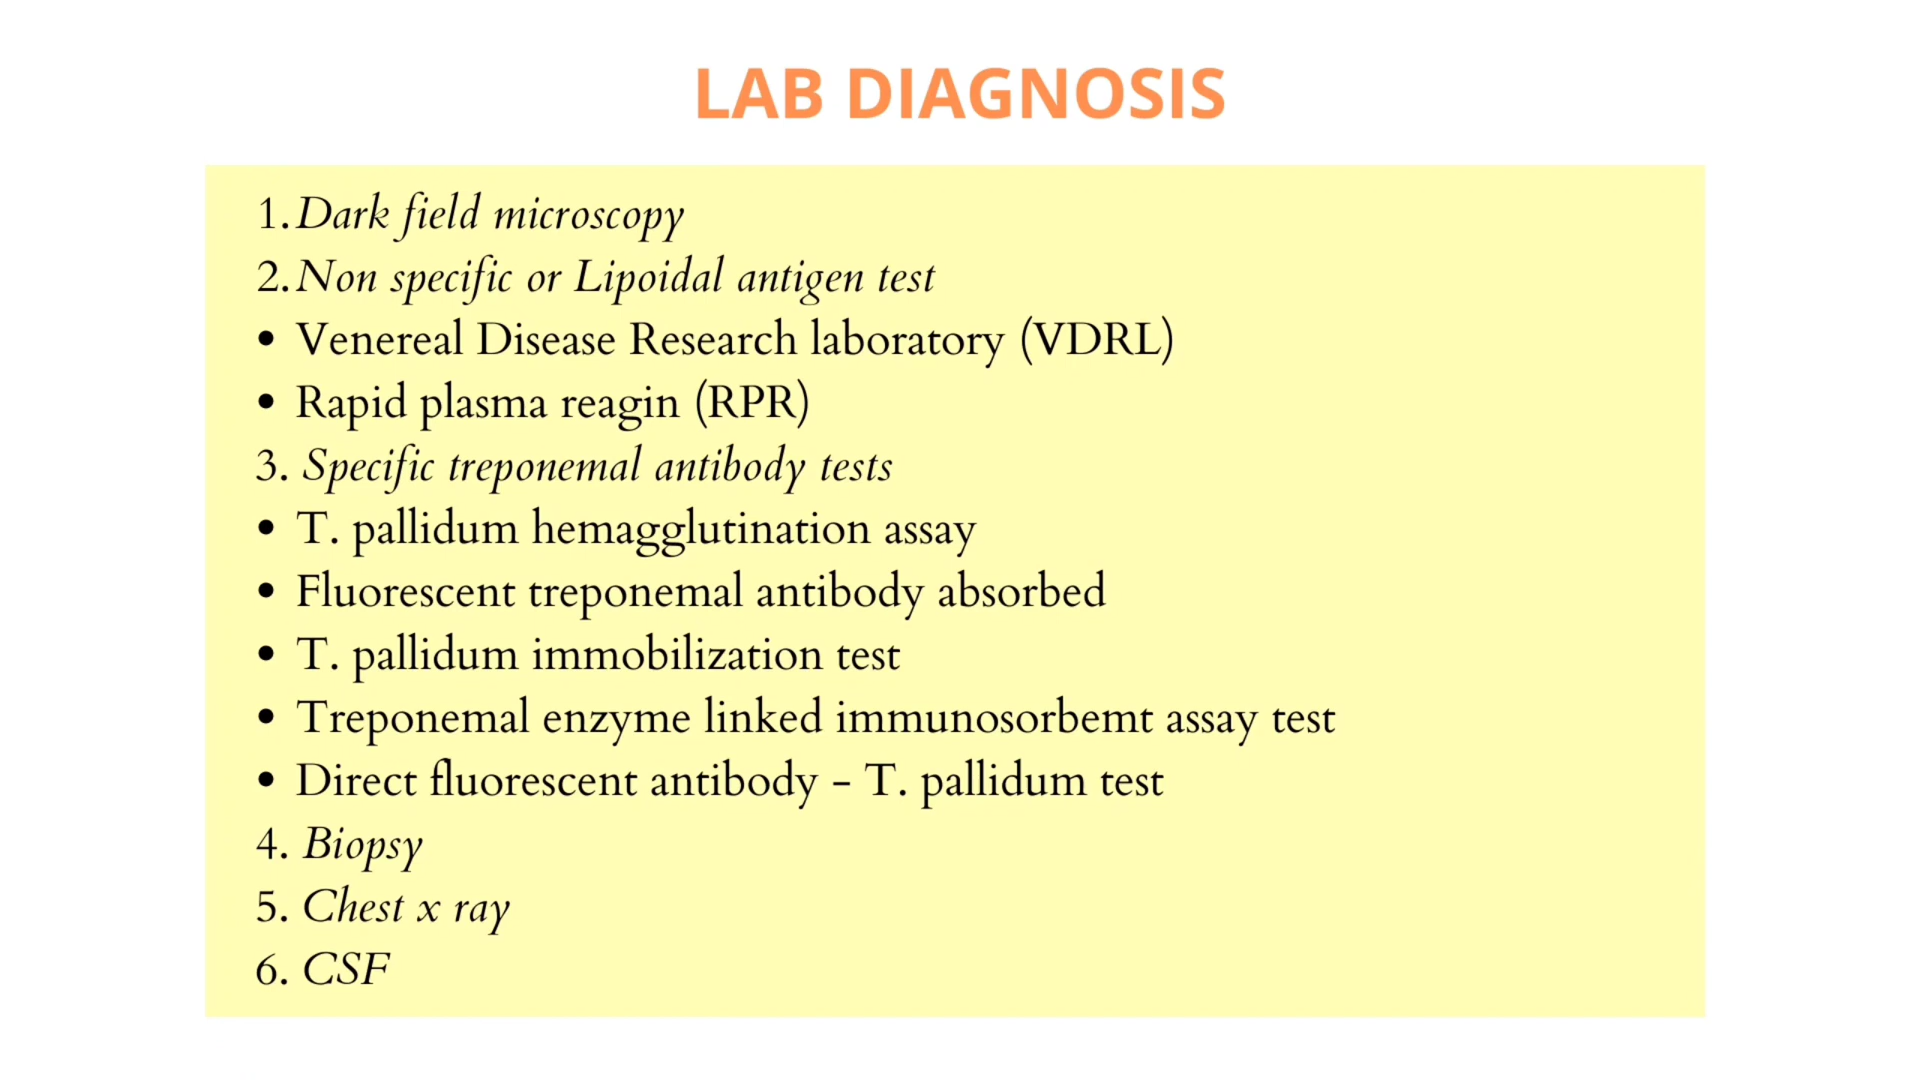 LAB DIAGNOSIS
1. Dark field microscopy
2. Non specific or Lipoidal antigen test
• Venereal Disease Research laboratory (VDRL)
• Rapid plasma reagin (RPR)
3. Specific treponemal antibody tests
• T. pallidum hemagglutination assay
• Fluorescent treponemal antibody absorbed
• T. pallidum immobilization test
• Treponemal enzyme linked immunosorbemt assay test
• Direct fluorescent antibody - T. pallidum test
4. Biopsy
5. Chest x ray
6. CSF